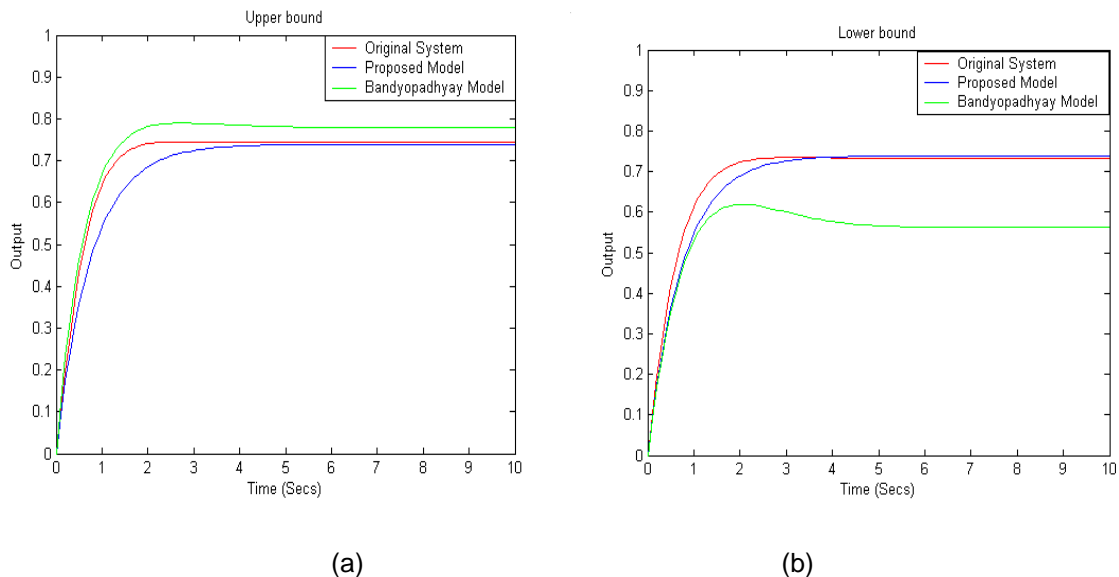 Upper bound
1
0.9
0.8
0.7
0.6
0.5
0.4
0.3
0.2
0.1
0
Output
Original System
Proposed Model
Bandyopadhyay Model
0 1 2 3 4 5 6 7 8 9 10
Time (Secs)
(a)
Lower bound
1
0.9
0.8
0.7
0.6
0.5
0.4
0.3
0.2
0.1
0
Output
Original System
Proposed Model
Bandyopadhyay Model
0 1 2 3 4 5 6 7 8 9 10
Time (Secs)
(b)